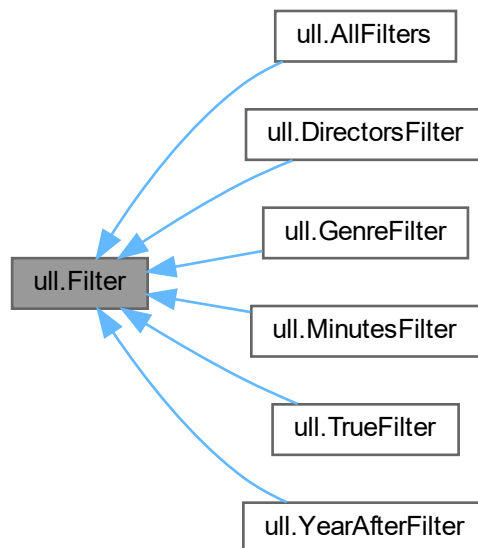 ull.AllFilters
ull.DirectorsFilter
ull.GenreFilter
ull.Filter
ull.MinutesFilter
ull.TrueFilter
ull.YearAfterFilter